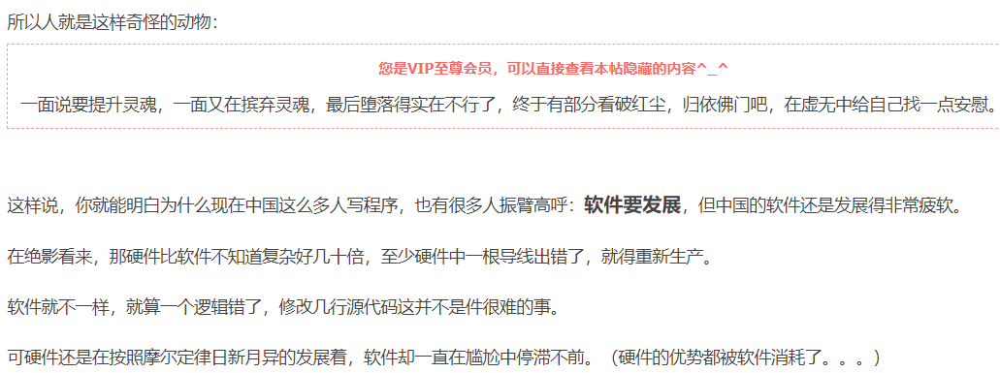 所以人就是这样奇怪的动物：
您是VIP至尊会员，可以直接查看本帖隐藏的内容^_^
一面说要提升灵魂，一面又在摈弃灵魂，最后堕落得实在不行了，终于有部分看破红尘，归依佛门吧，在虚无中给自己找一点安慰。
这样说，你就能明白为什么现在中国这么多人写程序，也有很多人振臂高呼：软件要发展，但中国的软件还是发展得非常疲软。
在绝影看来，那硬件比软件不知道复杂好几十倍，至少硬件中一根导线出错了，就得重新生产。
软件就不一样，就算一个逻辑错了，修改几行源代码这并不是件很难的事。
可硬件还是在按照摩尔定律日新月异的发展着，软件却一直在尴尬中停滞不前。（硬件的优势都被软件消耗了。。。）